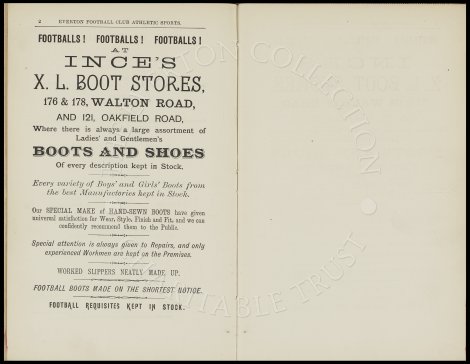 2 EVERTON FOOTBALL CLUB ATHLETIC SPORTS.
FOOTBALLS! FOOTBALLS! FOOTBALLS!
AT
INCE'S
X. L. BOOT STORES,
176 & 178, WALTON ROAD,
AND 121, OAKFIELD ROAD,
Where there is always a large assortment of
Ladies' and Gentlemen's
BOOTS AND SHOES
Of every description kept in Stock.
Every variety of Boys' and Girls' Boots from
the best Manufactories kept in Stock.
Our SPECIAL MAKE of HAND-SEWN BOOTS have given
universal satisfaction for Wear, Style, Finish and Fit, and we can
confidently recommend them to the Public.
Special attention is always given to Repairs, and only
experienced Workmen are kept on the Premises.
WORKED SLIPPERS NEATLY MADE UP.
FOOTBALL BOOTS MADE ON THE SHORTEST NOTICE.
FOOTBALL REQUISITES KEPT IN STOCK.
EVERTON COLLECTION
CHARITABLE TRUST